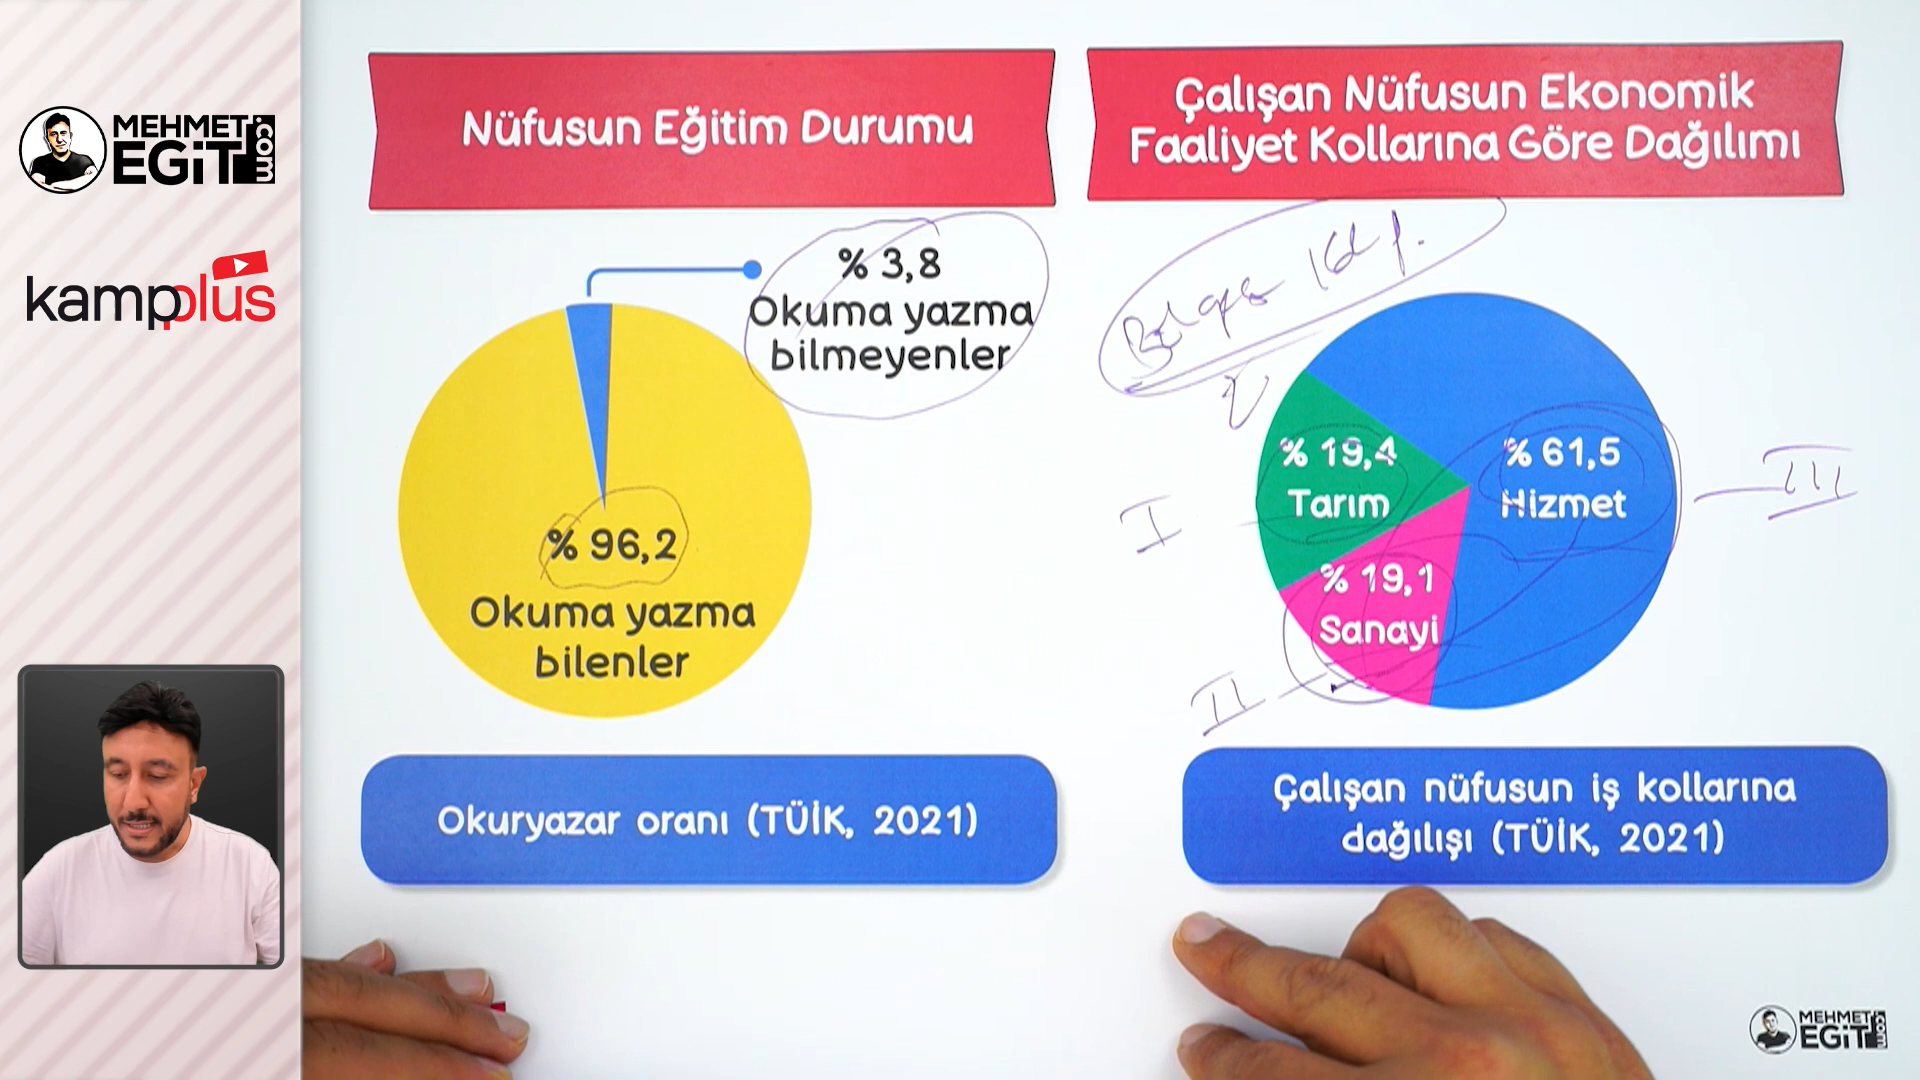 MEHMET
EGİT
.com
kampplus
Nüfusun Eğitim Durumu
% 3,8
Okuma yazma
bilmeyenler
% 96,2
Okuma yazma
bilenler
Okuryazar oranı (TÜİK, 2021)
Çalışan Nüfusun Ekonomik
Faaliyet Kollarına Göre Dağılımı
% 19,4
Tarım
% 61,5
Hizmet
% 19,1
Sanayi
I
II
III
Çalışan nüfusun iş kollarına
dağılışı (TÜİK, 2021)
MEHMET
EGİT
.com